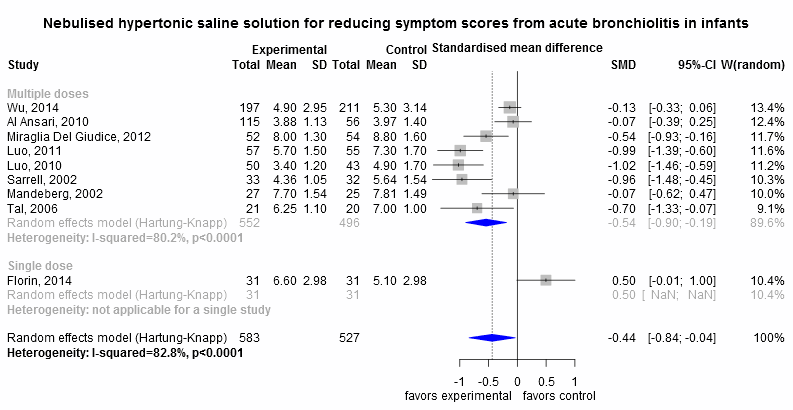 Nebulised hypertonic saline solution for reducing symptom scores from acute bronchiolitis in infants
Experimental Control Standardised mean difference
Study Total Mean SD Total Mean SD SMD 95%-CI W(random)
Multiple doses
Wu, 2014 197 4.90 2.95 211 5.30 3.14 -0.13 [-0.33; 0.06] 13.4%
Al Ansari, 2010 115 3.88 1.13 56 3.97 1.40 -0.07 [-0.39; 0.25] 12.4%
Miraglia Del Giudice, 2012 52 8.00 1.30 54 8.80 1.60 -0.54 [-0.93; -0.16] 11.7%
Luo, 2011 57 5.70 1.50 55 7.30 1.70 -0.99 [-1.39; -0.60] 11.6%
Luo, 2010 50 3.40 1.20 43 4.90 1.70 -1.02 [-1.46; -0.59] 11.2%
Sarrell, 2002 33 4.36 1.05 32 5.64 1.54 -0.96 [-1.48; -0.45] 10.3%
Mandeberg, 2002 27 7.70 1.54 25 7.81 1.49 -0.07 [-0.62; 0.47] 10.0%
Tal, 2006 21 6.25 1.10 20 7.00 1.00 -0.70 [-1.33; -0.07] 9.1%
Random effects model (Hartung-Knapp) 552 496 -0.54 [-0.90; -0.19] 89.6%
Heterogeneity: I-squared=80.2%, p<0.0001
Single dose
Florin, 2014 31 6.60 2.98 31 5.10 2.98 0.50 [-0.01; 1.00] 10.4%
Random effects model (Hartung-Knapp) 31 31 0.50 [ NaN; NaN] 10.4%
Heterogeneity: not applicable for a single study
Random effects model (Hartung-Knapp) 583 527 -0.44 [-0.84; -0.04] 100%
Heterogeneity: I-squared=82.8%, p<0.0001
-1 -0.5 0 0.5 1
favors experimental favors control